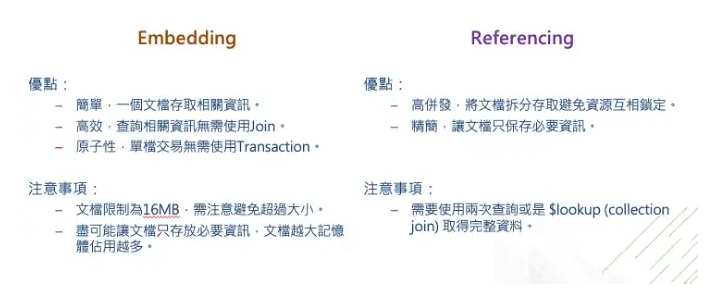 Embedding
優點：
– 簡單，一個文檔存取相關資訊。
– 高效，查詢相關資訊無需使用Join。
– 原子性，單檔交易無需使用Transaction。
注意事項：
– 文檔限制為16MB，需注意避免超過大小。
– 盡可能讓文檔只存放必要資訊，文檔越大記憶
體佔用越多。
Referencing
優點：
– 高併發，將文檔拆分存取避免資源互相鎖定。
– 精簡，讓文檔只保存必要資訊。
注意事項：
– 需要使用兩次查詢或是 $lookup (collection
join) 取得完整資料。